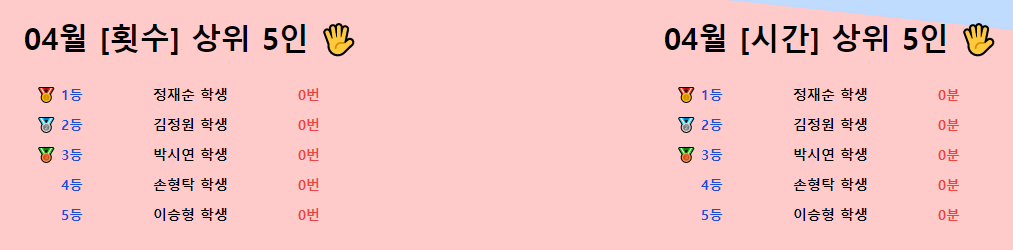 04월 [횟수] 상위 5인 🖐
1등 정재순 학생 0번
2등 김정원 학생 0번
3등 박시연 학생 0번
4등 손형탁 학생 0번
5등 이승형 학생 0번
04월 [시간] 상위 5인 🖐
1등 정재순 학생 0분
2등 김정원 학생 0분
3등 박시연 학생 0분
4등 손형탁 학생 0분
5등 이승형 학생 0분